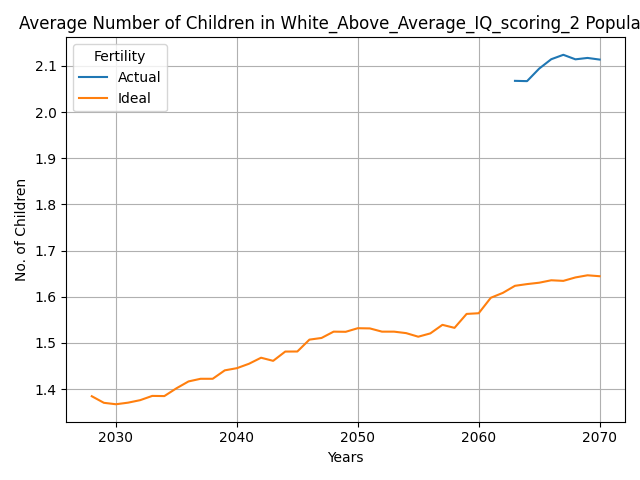 Average Number of Children in White_Above_Average_IQ_scoring_2 Popula
Fertility
Actual
Ideal
No. of Children
2.1
2.0
1.9
1.8
1.7
1.6
1.5
1.4
2030 2040 2050 2060 2070
Years